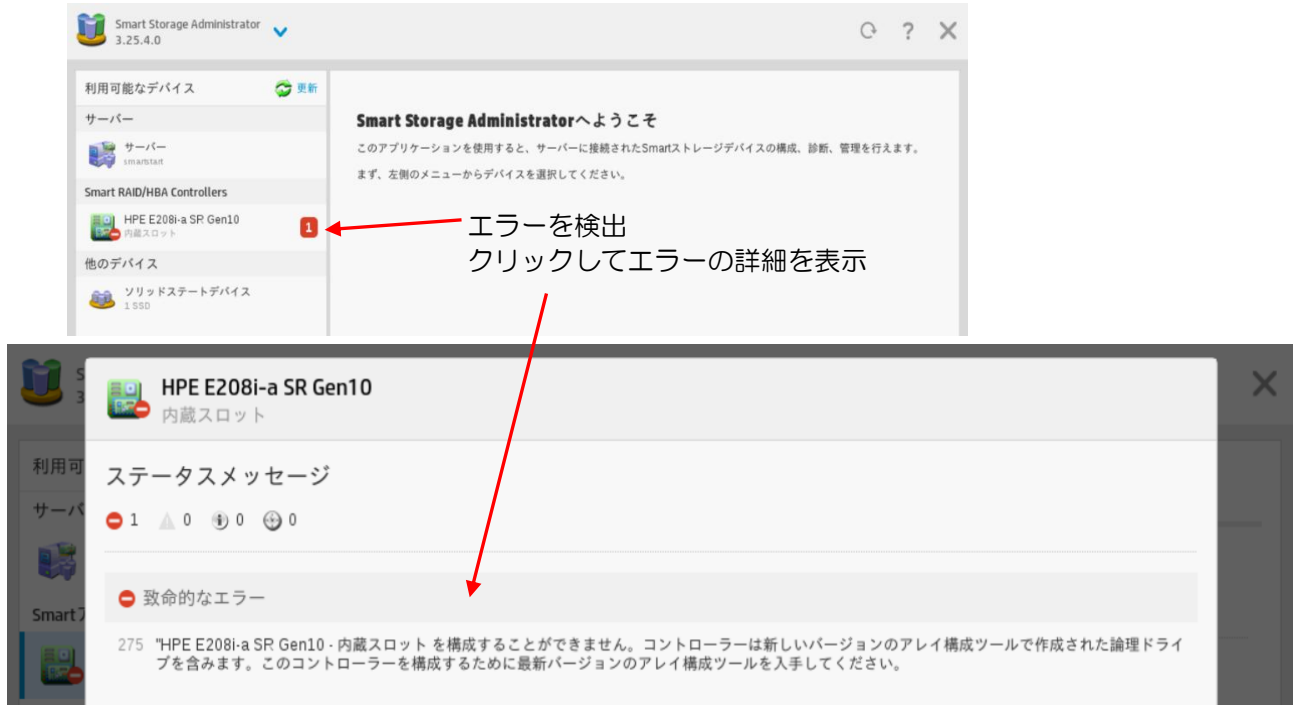 Smart Storage Administrator
3.25.4.0
利用可能なデバイス 更新
サーバー
サーバー
smartstart
Smart RAID/HBA Controllers
HPE E208i-a SR Gen10 1
内蔵スロット
他のデバイス
ソリッドステートデバイス
1 SSD
Smart Storage Administratorへようこそ
このアプリケーションを使用すると、サーバーに接続されたSmartストレージデバイスの構成、診断、管理を行えます。
まず、左側のメニューからデバイスを選択してください。
エラーを検出
クリックしてエラーの詳細を表示
S
3
利用可
サーバ
Smartア
HPE E208i-a SR Gen10
内蔵スロット
ステータスメッセージ
1 0 0 0
致命的なエラー
275 "HPE E208i-a SR Gen10 - 内蔵スロット を構成することができません。コントローラーは新しいバージョンのアレイ構成ツールで作成された論理ドライ
ブを含みます。このコントローラーを構成するために最新バージョンのアレイ構成ツールを入手してください。